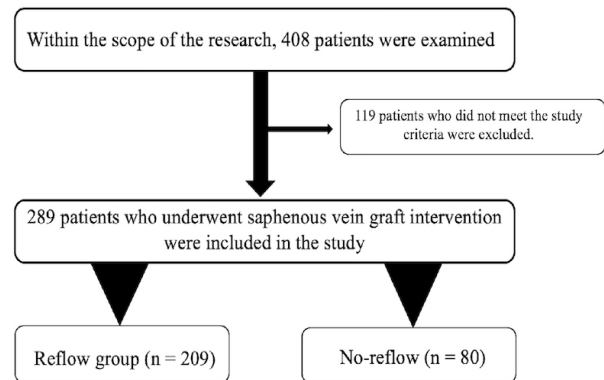 Within the scope of the research, 408 patients were examined
119 patients who did not meet the study
criteria were excluded.
289 patients who underwent saphenous vein graft intervention
were included in the study
Reflow group (n = 209)
No-reflow (n = 80)